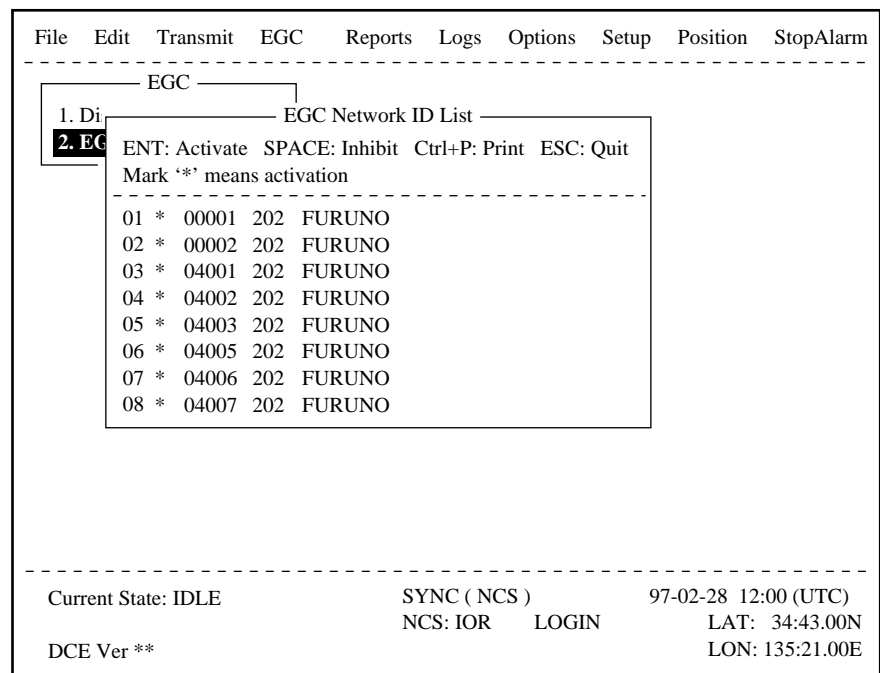 File Edit Transmit EGC Reports Logs Options Setup Position StopAlarm
EGC
1. Di
2. EG
EGC Network ID List
ENT: Activate SPACE: Inhibit Ctrl+P: Print ESC: Quit
Mark ‘*’ means activation
01 * 00001 202 FURUNO
02 * 00002 202 FURUNO
03 * 04001 202 FURUNO
04 * 04002 202 FURUNO
05 * 04003 202 FURUNO
06 * 04005 202 FURUNO
07 * 04006 202 FURUNO
08 * 04007 202 FURUNO
Current State: IDLE SYNC ( NCS ) 97-02-28 12:00 (UTC)
NCS: IOR LOGIN LAT: 34:43.00N
DCE Ver ** LON: 135:21.00E